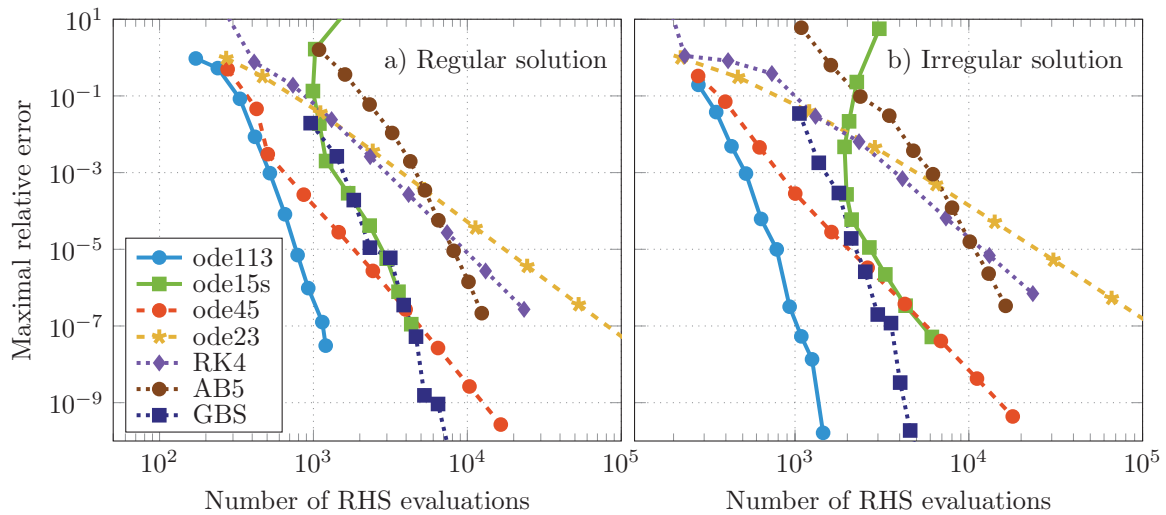 10^1
10^-1
10^-3
10^-5
10^-7
10^-9
Maximal relative error
a) Regular solution
ode113
ode15s
ode45
ode23
RK4
AB5
GBS
10^2 10^3 10^4 10^5
Number of RHS evaluations
b) Irregular solution
10^3 10^4 10^5
Number of RHS evaluations